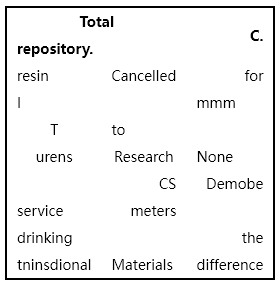 Total C.
repository.
resin Cancelled for
l mmm
T to
urens Research None
CS Demobe
service meters
drinking the
tninsdional Materials difference